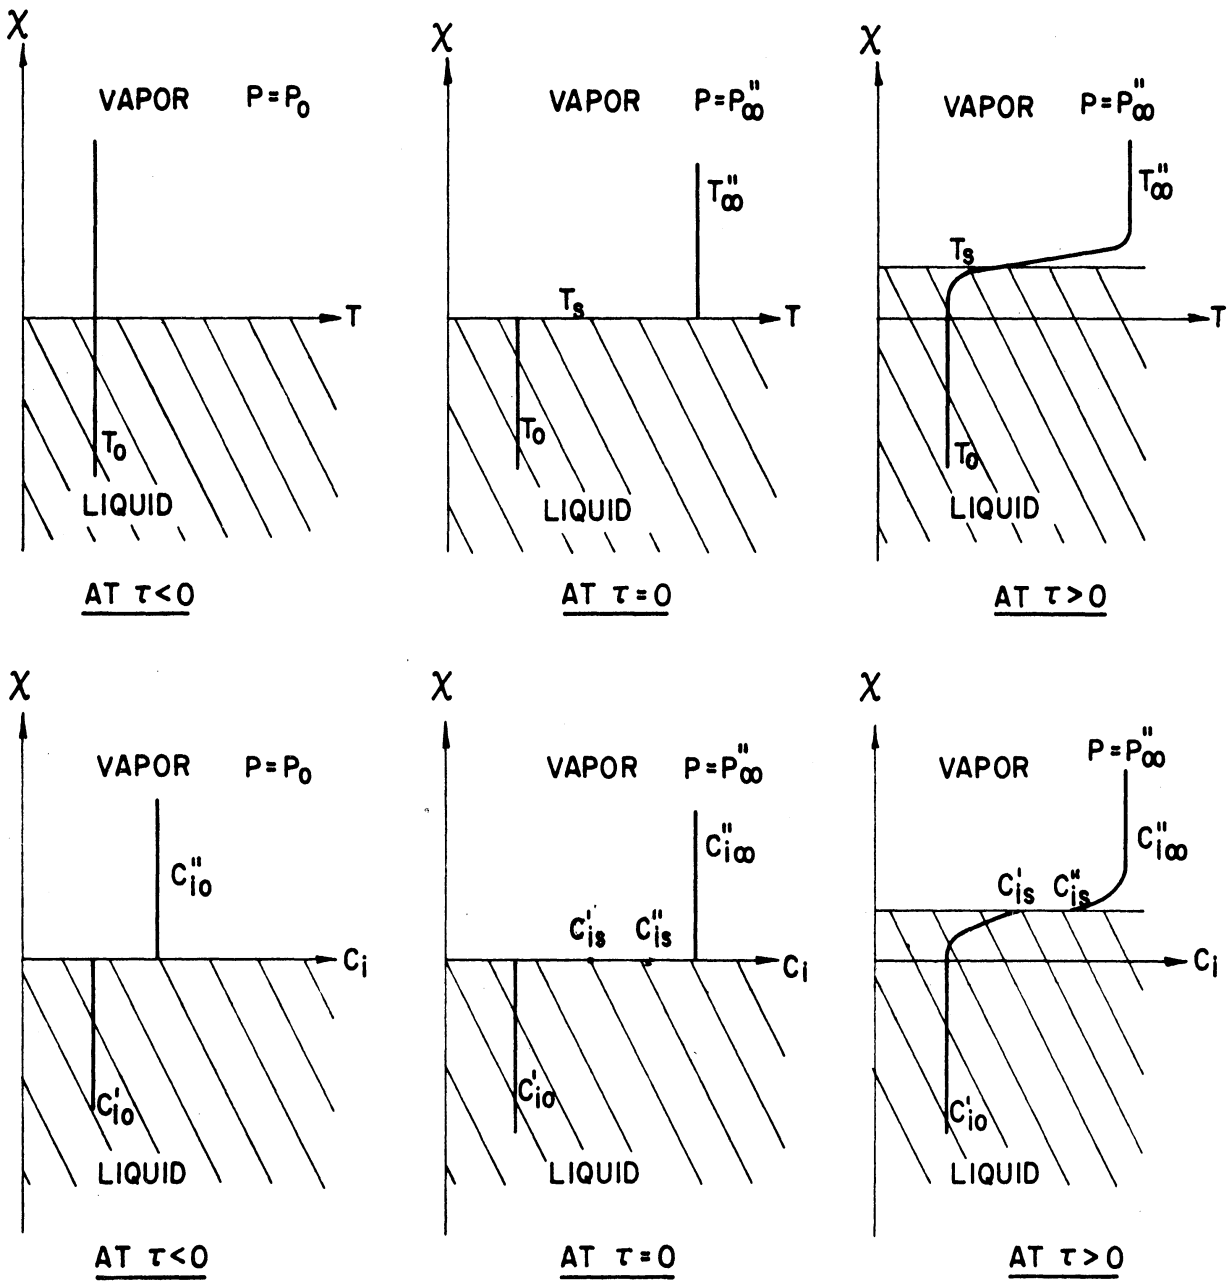 χ
VAPOR P=P₀
T
T₀
LIQUID
AT τ<0
χ
VAPOR P=P″∞
T″∞
Tₛ
T
T₀
LIQUID
AT τ=0
χ
VAPOR P=P″∞
T″∞
Tₛ
T
T₀
LIQUID
AT τ>0
χ
VAPOR P=P₀
C″i0
Ci
C′i0
LIQUID
AT τ<0
χ
VAPOR P=P″∞
C″i∞
C′is C″is
Ci
C′i0
LIQUID
AT τ=0
χ
P=P″∞
VAPOR
C″i∞
C′is C″is
Ci
C′i0
LIQUID
AT τ>0